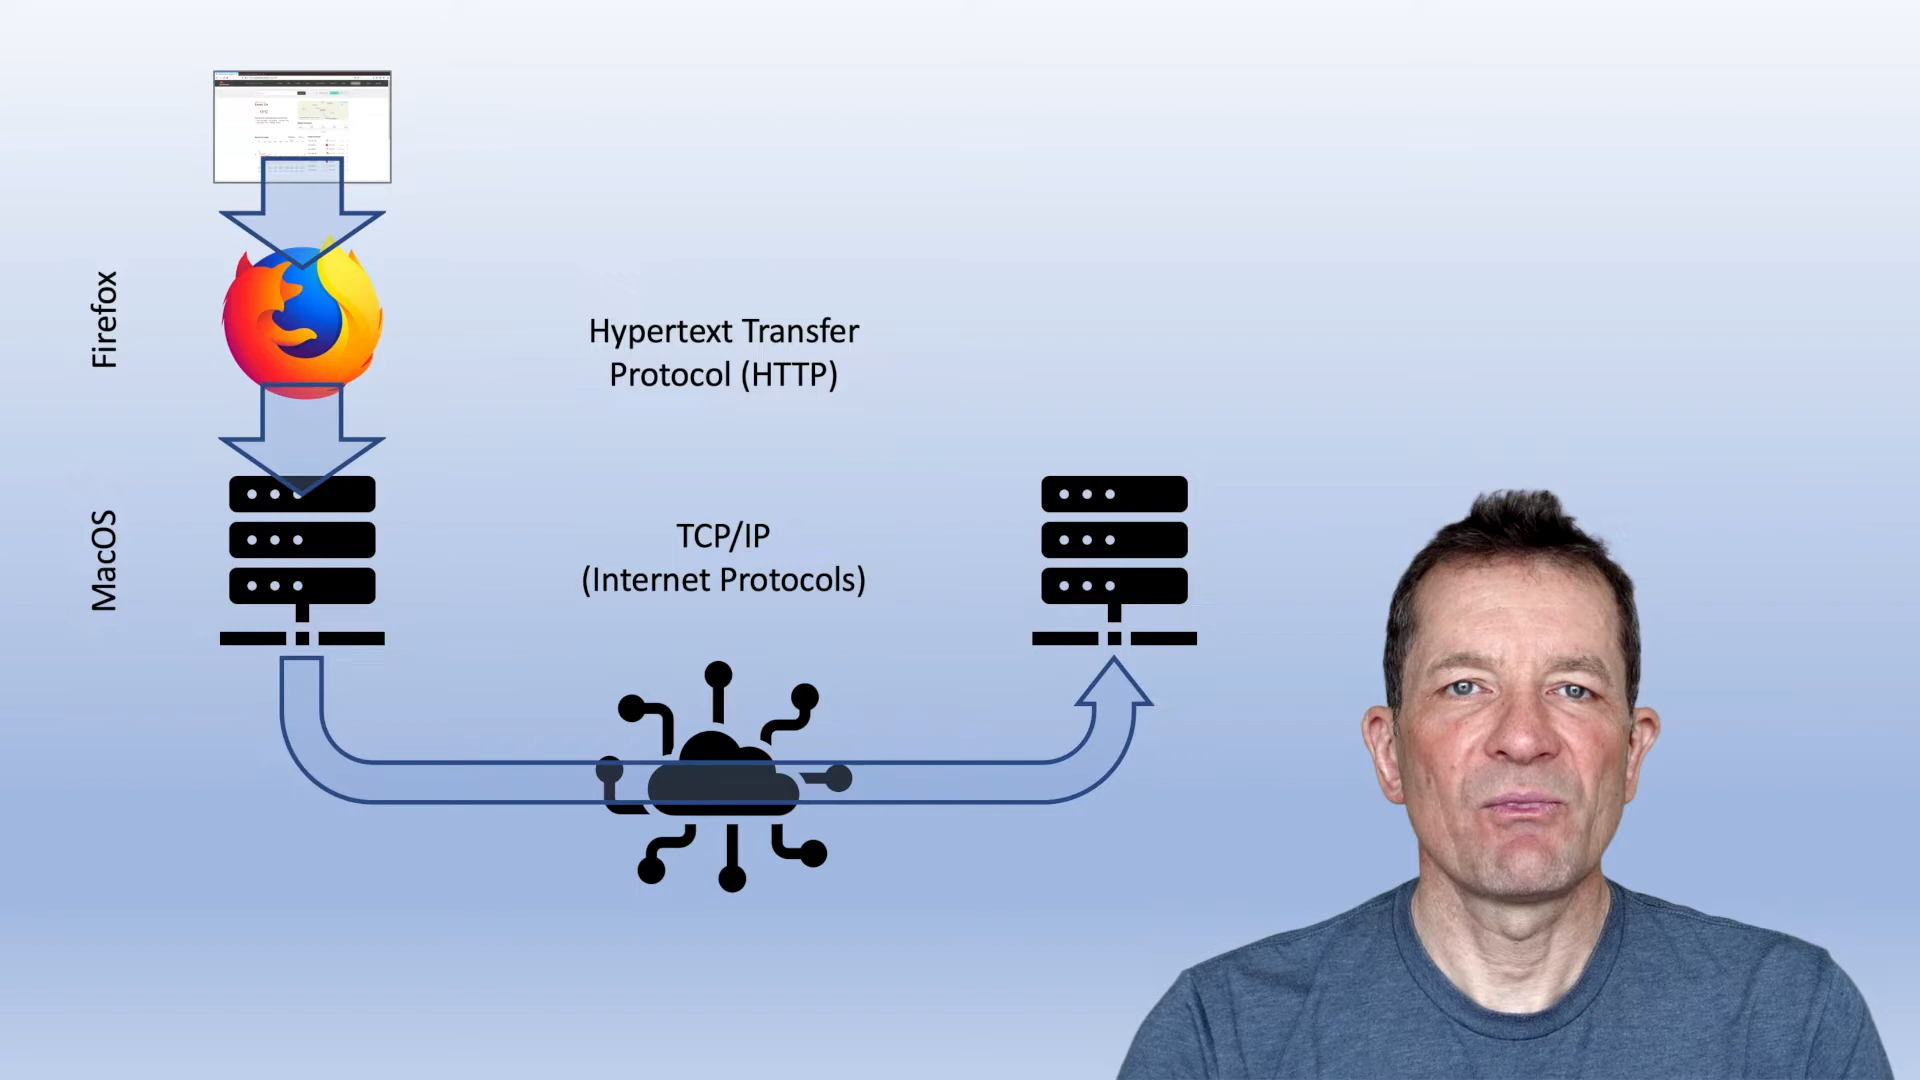 Firefox
Hypertext Transfer
Protocol (HTTP)
MacOS
TCP/IP
(Internet Protocols)